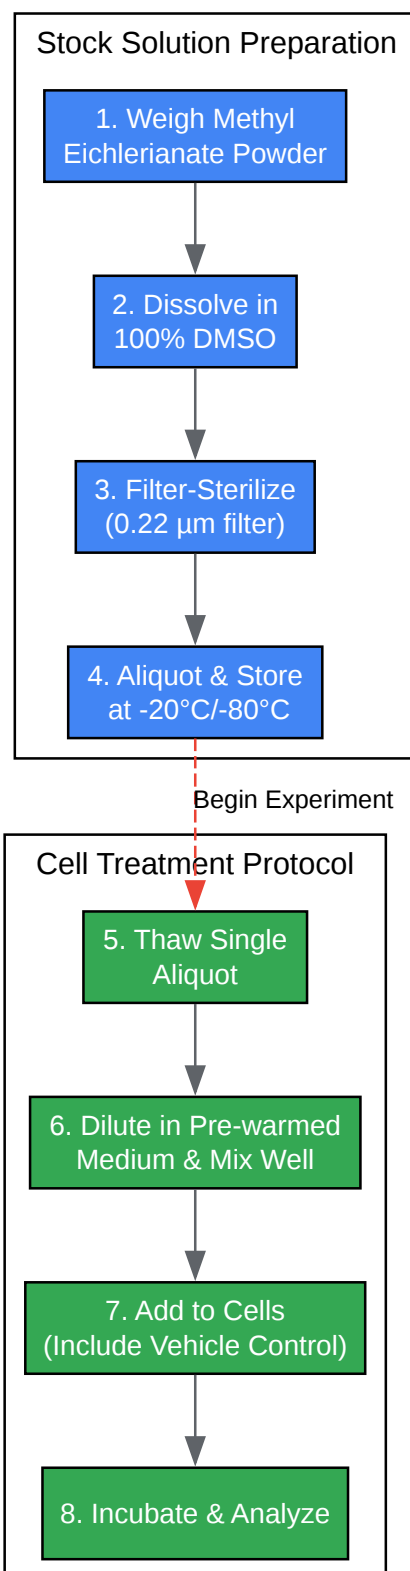 Stock Solution Preparation
1. Weigh Methyl
Eichlerianate Powder
2. Dissolve in
100% DMSO
3. Filter-Sterilize
(0.22 µm filter)
4. Aliquot & Store
at -20°C/-80°C
Begin Experiment
Cell Treatment Protocol
5. Thaw Single
Aliquot
6. Dilute in Pre-warmed
Medium & Mix Well
7. Add to Cells
(Include Vehicle Control)
8. Incubate & Analyze